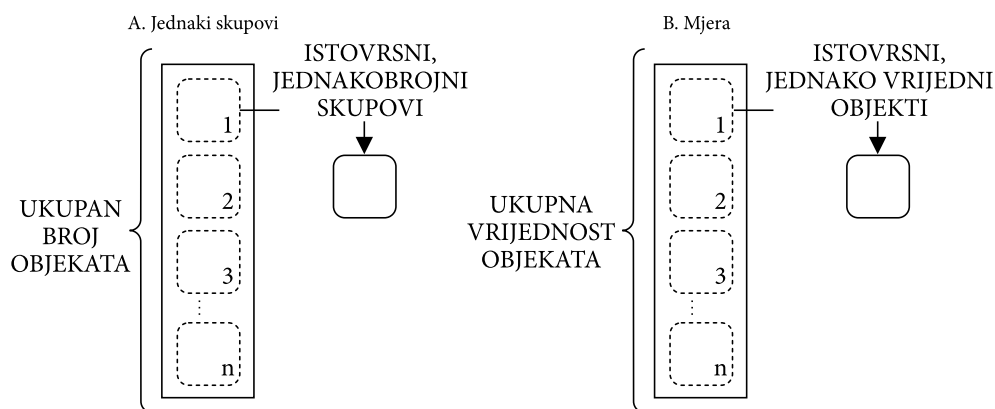 A. Jednaki skupovi
ISTOVRSNI,
JEDNAKOBROJNI
SKUPOVI
1
2
3
n
UKUPAN
BROJ
OBJEKATA
B. Mjera
ISTOVRSNI,
JEDNAKO VRIJEDNI
OBJEKTI
1
2
3
n
UKUPNA
VRIJEDNOST
OBJEKATA